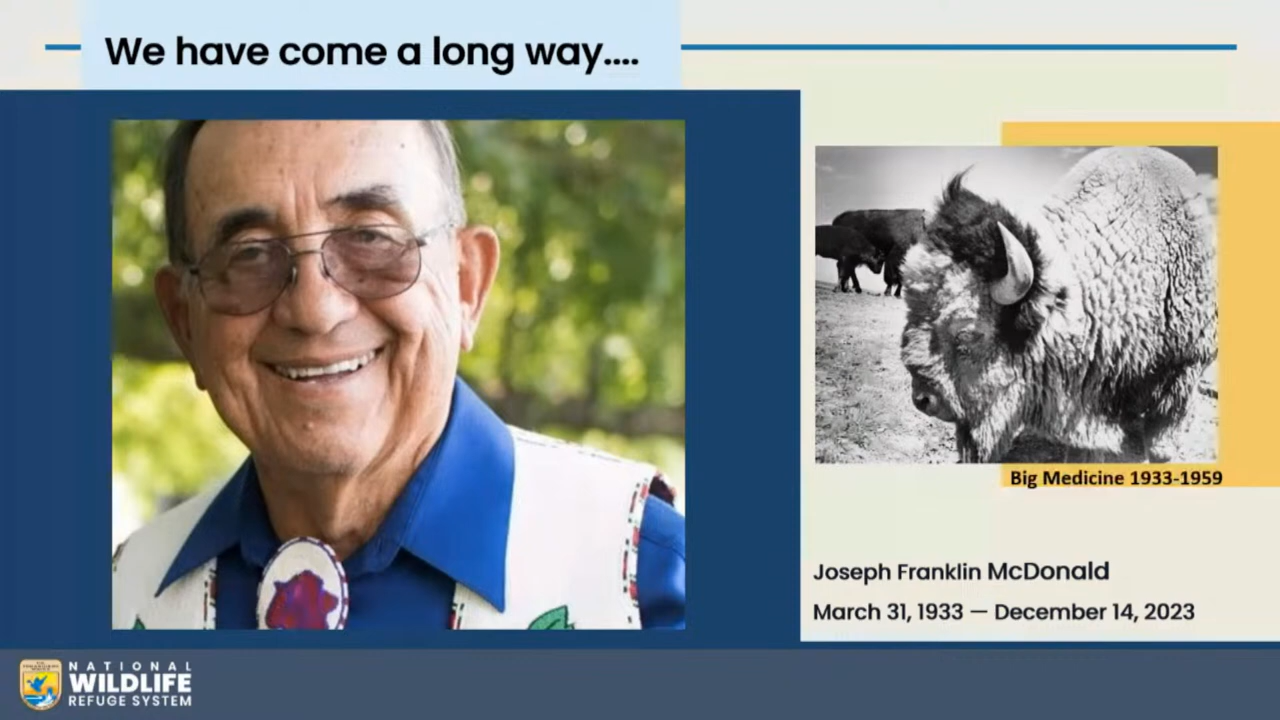 We have come a long way....
Big Medicine 1933-1959
Joseph Franklin McDonald
March 31, 1933 — December 14, 2023
NATIONAL
WILDLIFE
REFUGE SYSTEM